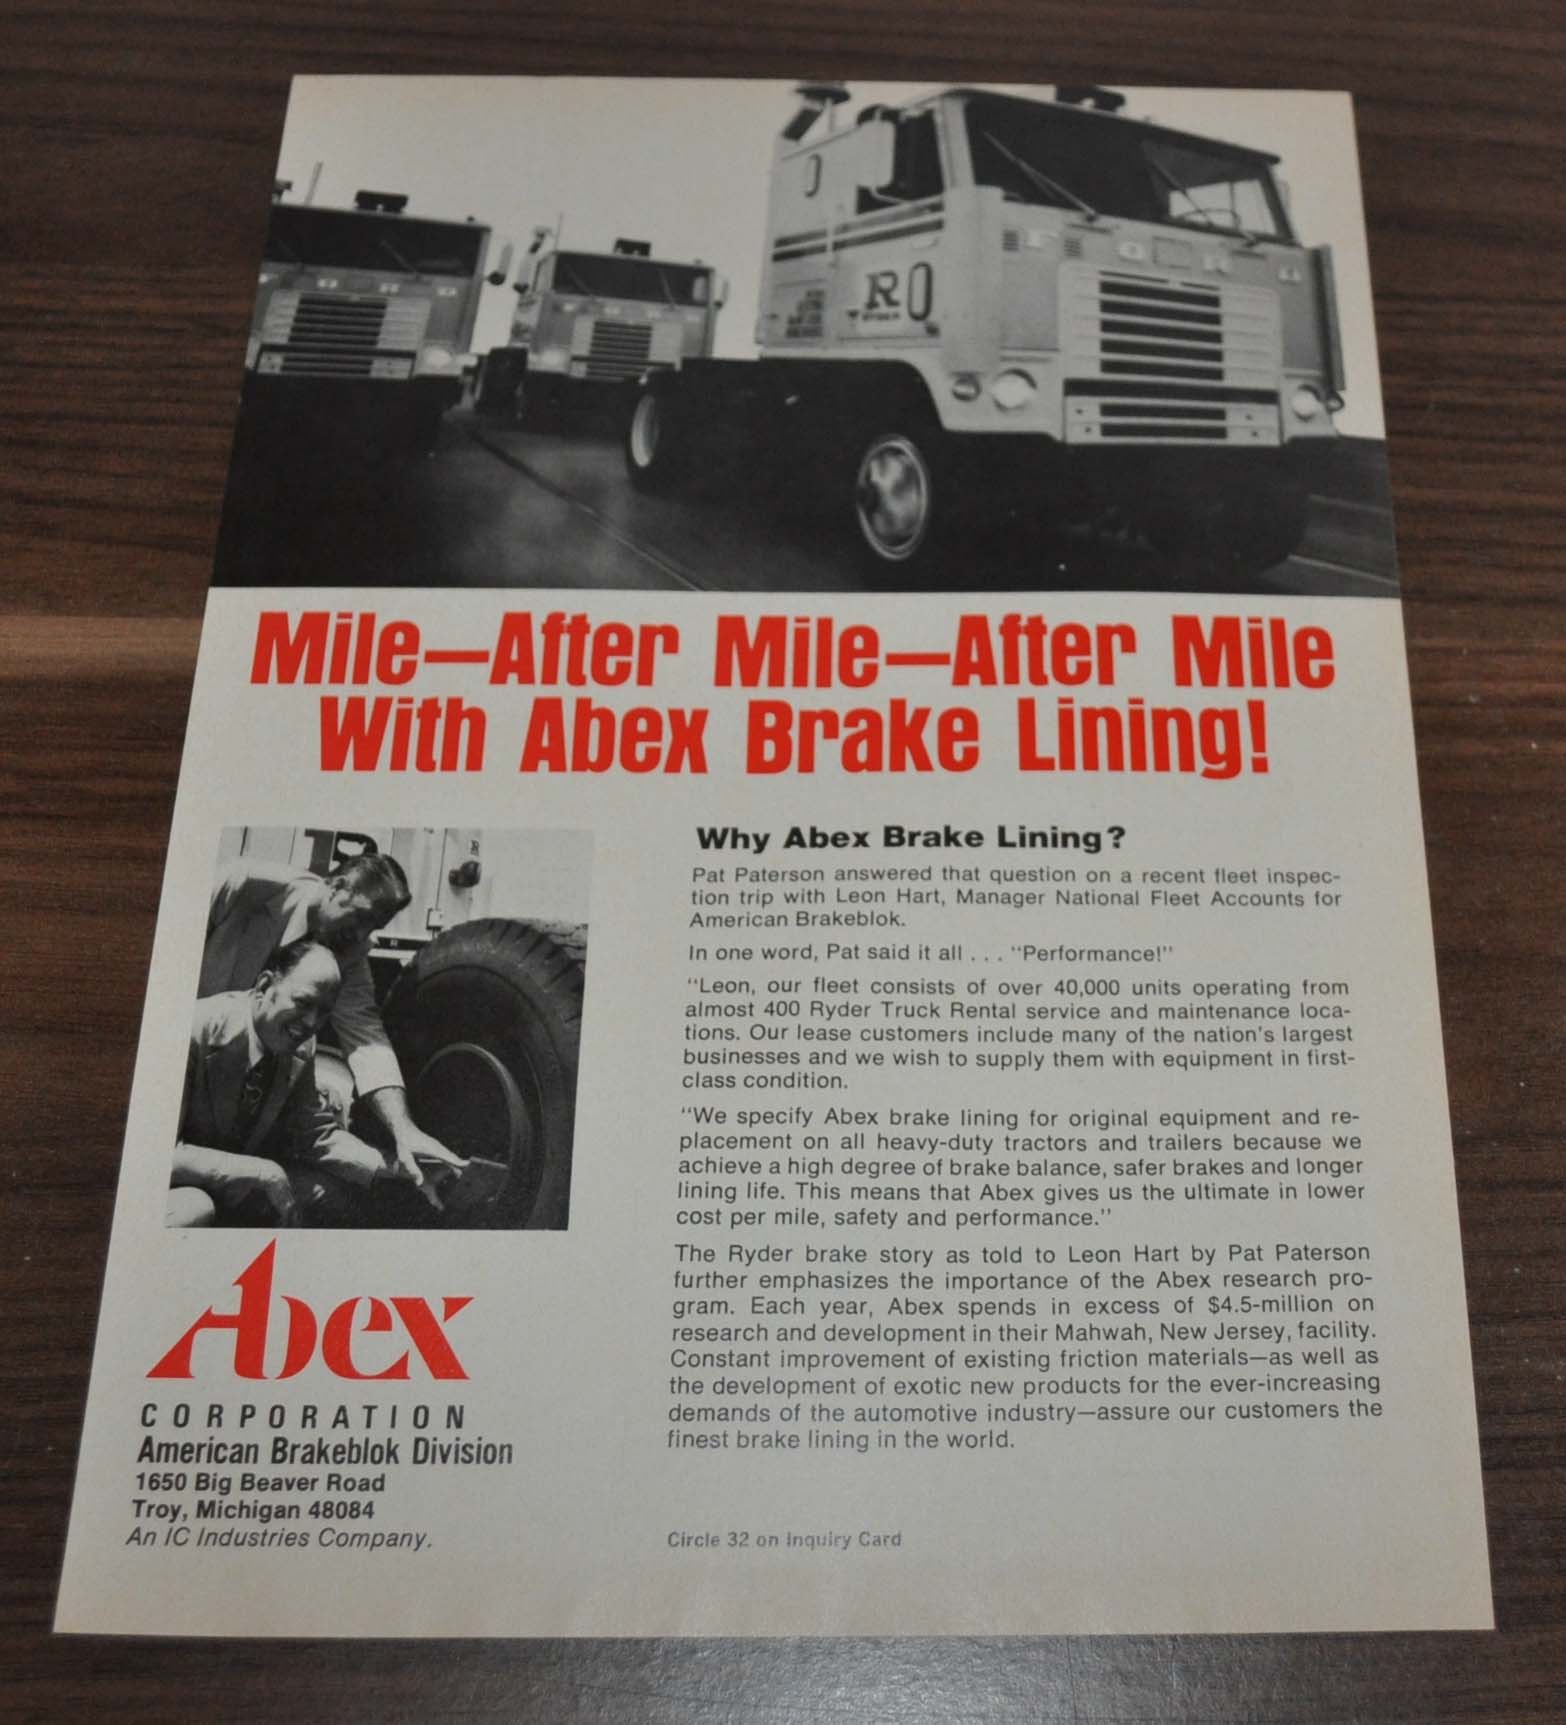 FORD
FORD
FORD
R
RYDER
Mile—After Mile—After Mile
With Abex Brake Lining!
Why Abex Brake Lining?
Pat Paterson answered that question on a recent fleet inspec-
tion trip with Leon Hart, Manager National Fleet Accounts for
American Brakeblok.
In one word, Pat said it all . . . "Performance!"
"Leon, our fleet consists of over 40,000 units operating from
almost 400 Ryder Truck Rental service and maintenance loca-
tions. Our lease customers include many of the nation's largest
businesses and we wish to supply them with equipment in first-
class condition.
"We specify Abex brake lining for original equipment and re-
placement on all heavy-duty tractors and trailers because we
achieve a high degree of brake balance, safer brakes and longer
lining life. This means that Abex gives us the ultimate in lower
cost per mile, safety and performance."
The Ryder brake story as told to Leon Hart by Pat Paterson
further emphasizes the importance of the Abex research pro-
gram. Each year, Abex spends in excess of $4.5-million on
research and development in their Mahwah, New Jersey, facility.
Constant improvement of existing friction materials—as well as
the development of exotic new products for the ever-increasing
demands of the automotive industry—assure our customers the
finest brake lining in the world.
R
Abex
CORPORATION
American Brakeblok Division
1650 Big Beaver Road
Troy, Michigan 48084
An IC Industries Company.
Circle 32 on Inquiry Card